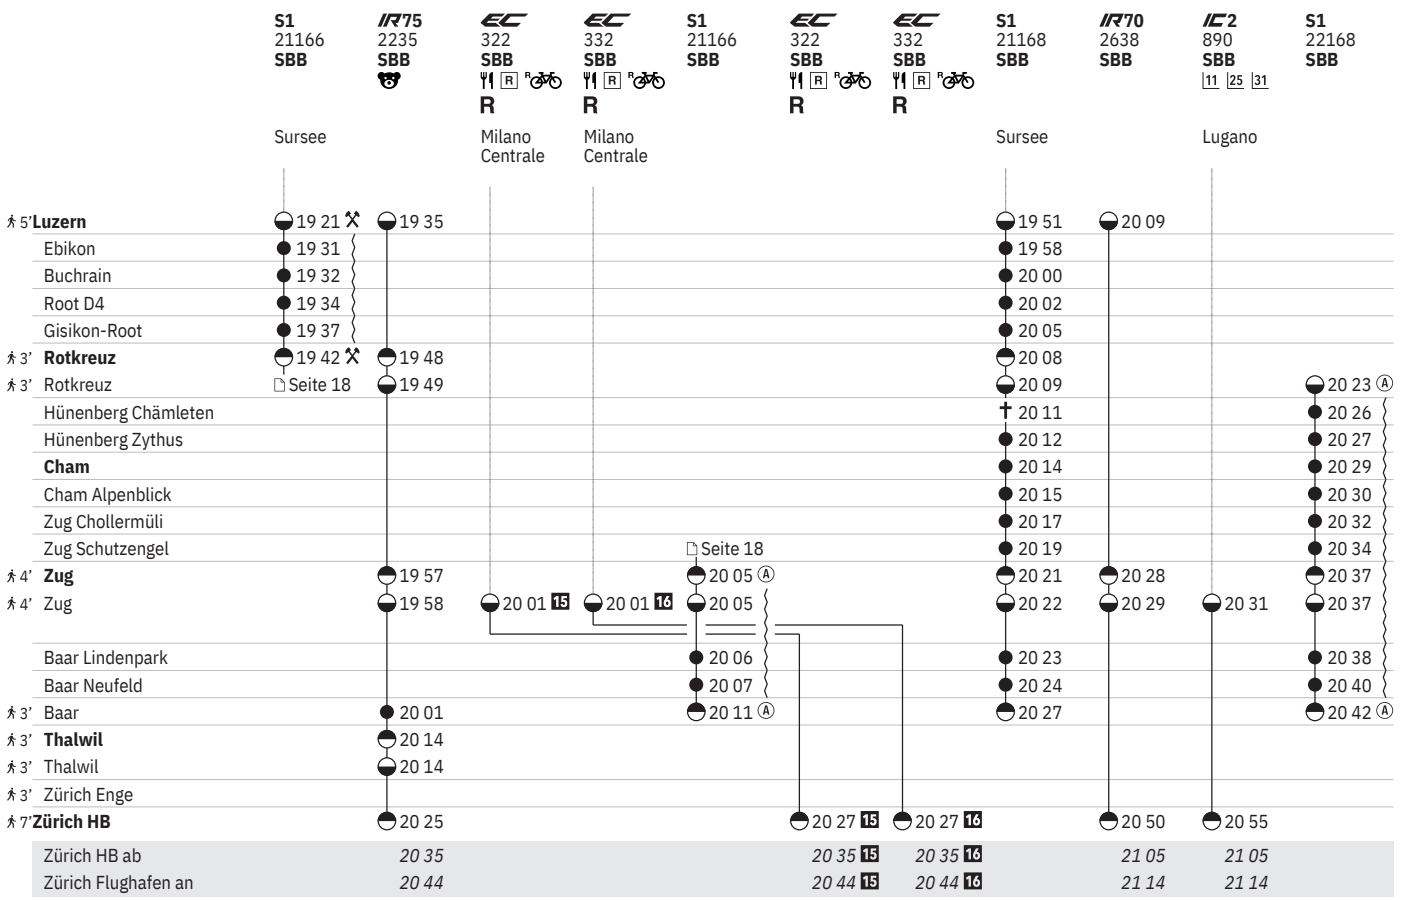 S1 IR75 EC EC S1 EC EC S1 IR70 IC2 S1
21166 2235 322 332 21166 322 332 21168 2638 890 22168
SBB SBB SBB SBB SBB SBB SBB SBB SBB SBB SBB
R R R R R R R R 11 25 31
R R R R
Sursee Milano Milano Sursee Lugano
Centrale Centrale
5' Luzern 19 21 19 35 19 51 20 09
Ebikon 19 31 19 58
Buchrain 19 32 20 00
Root D4 19 34 20 02
Gisikon-Root 19 37 20 05
3' Rotkreuz 19 42 19 48 20 08
3' Rotkreuz Seite 18 19 49 20 09 20 23 A
Hünenberg Chämleten 20 11 20 26
Hünenberg Zythus 20 12 20 27
Cham 20 14 20 29
Cham Alpenblick 20 15 20 30
Zug Chollermüli 20 17 20 32
Zug Schutzengel Seite 18 20 19 20 34
4' Zug 19 57 20 05 A 20 21 20 28 20 37
4' Zug 19 58 20 01 15 20 01 16 20 05 20 22 20 29 20 31 20 37
Baar Lindenpark 20 06 20 23 20 38
Baar Neufeld 20 07 20 24 20 40
3' Baar 20 01 20 11 A 20 27 20 42 A
3' Thalwil 20 14
3' Thalwil 20 14
3' Zürich Enge
7' Zürich HB 20 25 20 27 15 20 27 16 20 50 20 55
Zürich HB ab 20 35 20 35 15 20 35 16 21 05 21 05
Zürich Flughafen an 20 44 20 44 15 20 44 16 21 14 21 14